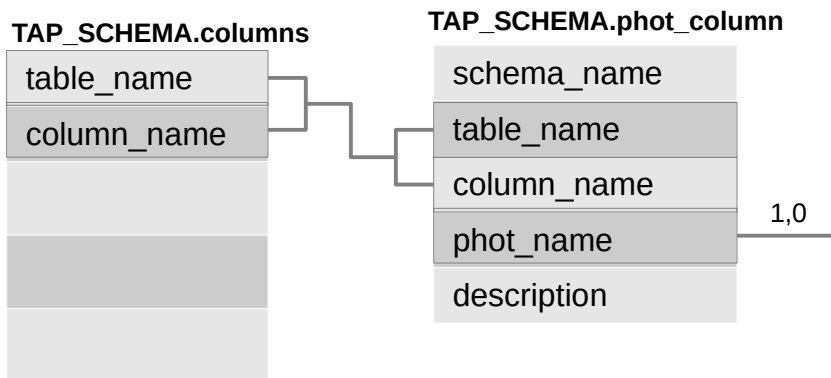 TAP_SCHEMA.columns
table_name
column_name
TAP_SCHEMA.phot_column
schema_name
table_name
column_name
phot_name
description
1,0